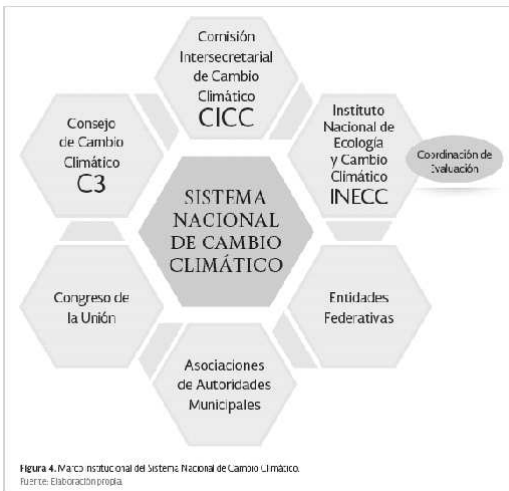 Comisión
Intersecretarial
de Cambio
Climático
CICC
Instituto
Nacional de
Ecología
y Cambio
Climático
INECC
Coordinación de
Evaluación
Consejo
de Cambio
Climático
C3
SISTEMA
NACIONAL
DE CAMBIO
CLIMÁTICO
Congreso de
la Unión
Entidades
Federativas
Asociaciones
de Autoridades
Municipales
Figura 4. Marco institucional del Sistema Nacional de Cambio Climático.
Fuente: Elaboración propia.